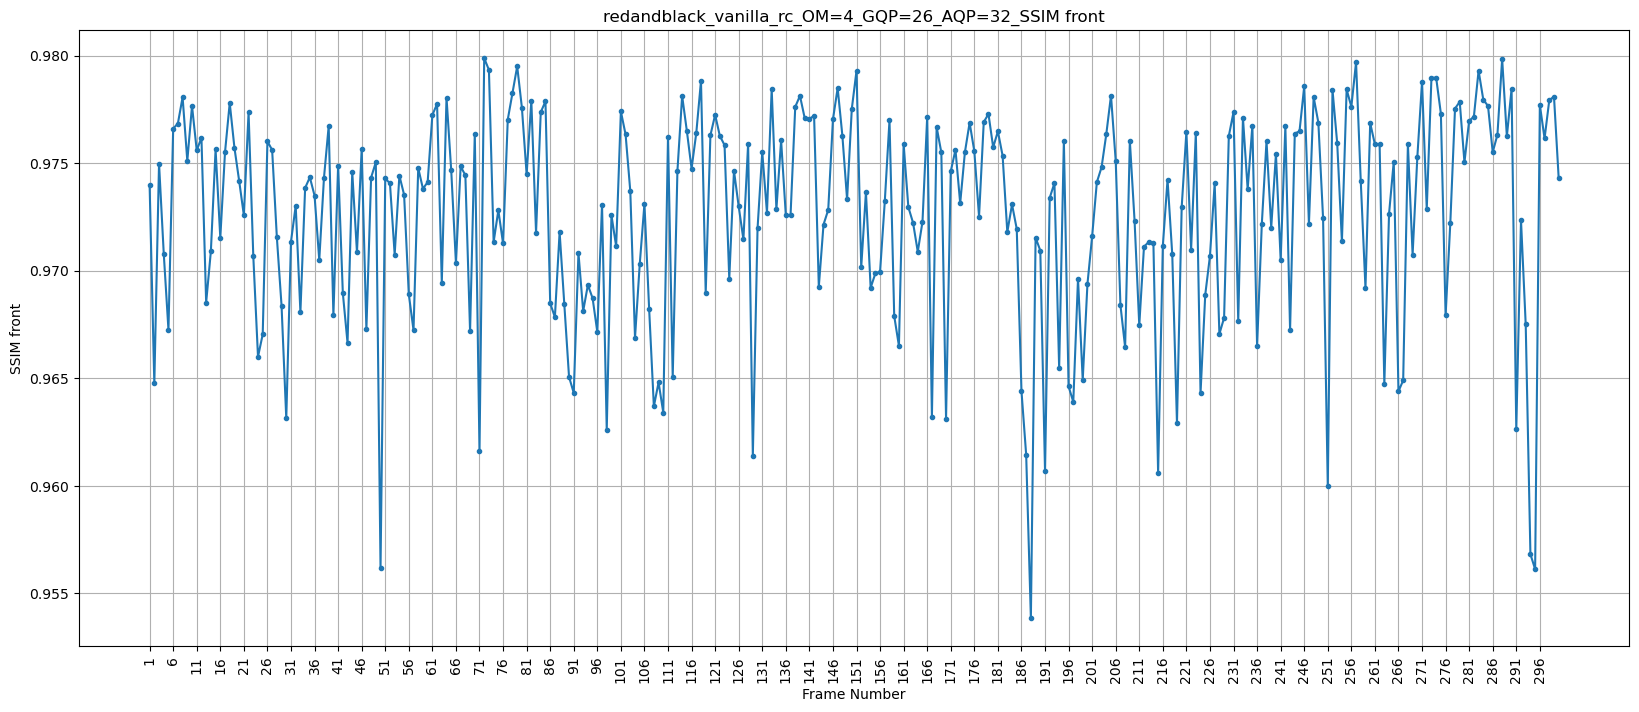 redandblack_vanilla_rc_OM=4_GQP=26_AQP=32_SSIM front
0.980
0.975
0.970
0.965
0.960
0.955
SSIM front
1 6 11 16 21 26 31 36 41 46 51 56 61 66 71 76 81 86 91 96 101 106 111 116 121 126 131 136 141 146 151 156 161 166 171 176 181 186 191 196 201 206 211 216 221 226 231 236 241 246 251 256 261 266 271 276 281 286 291 296
Frame Number